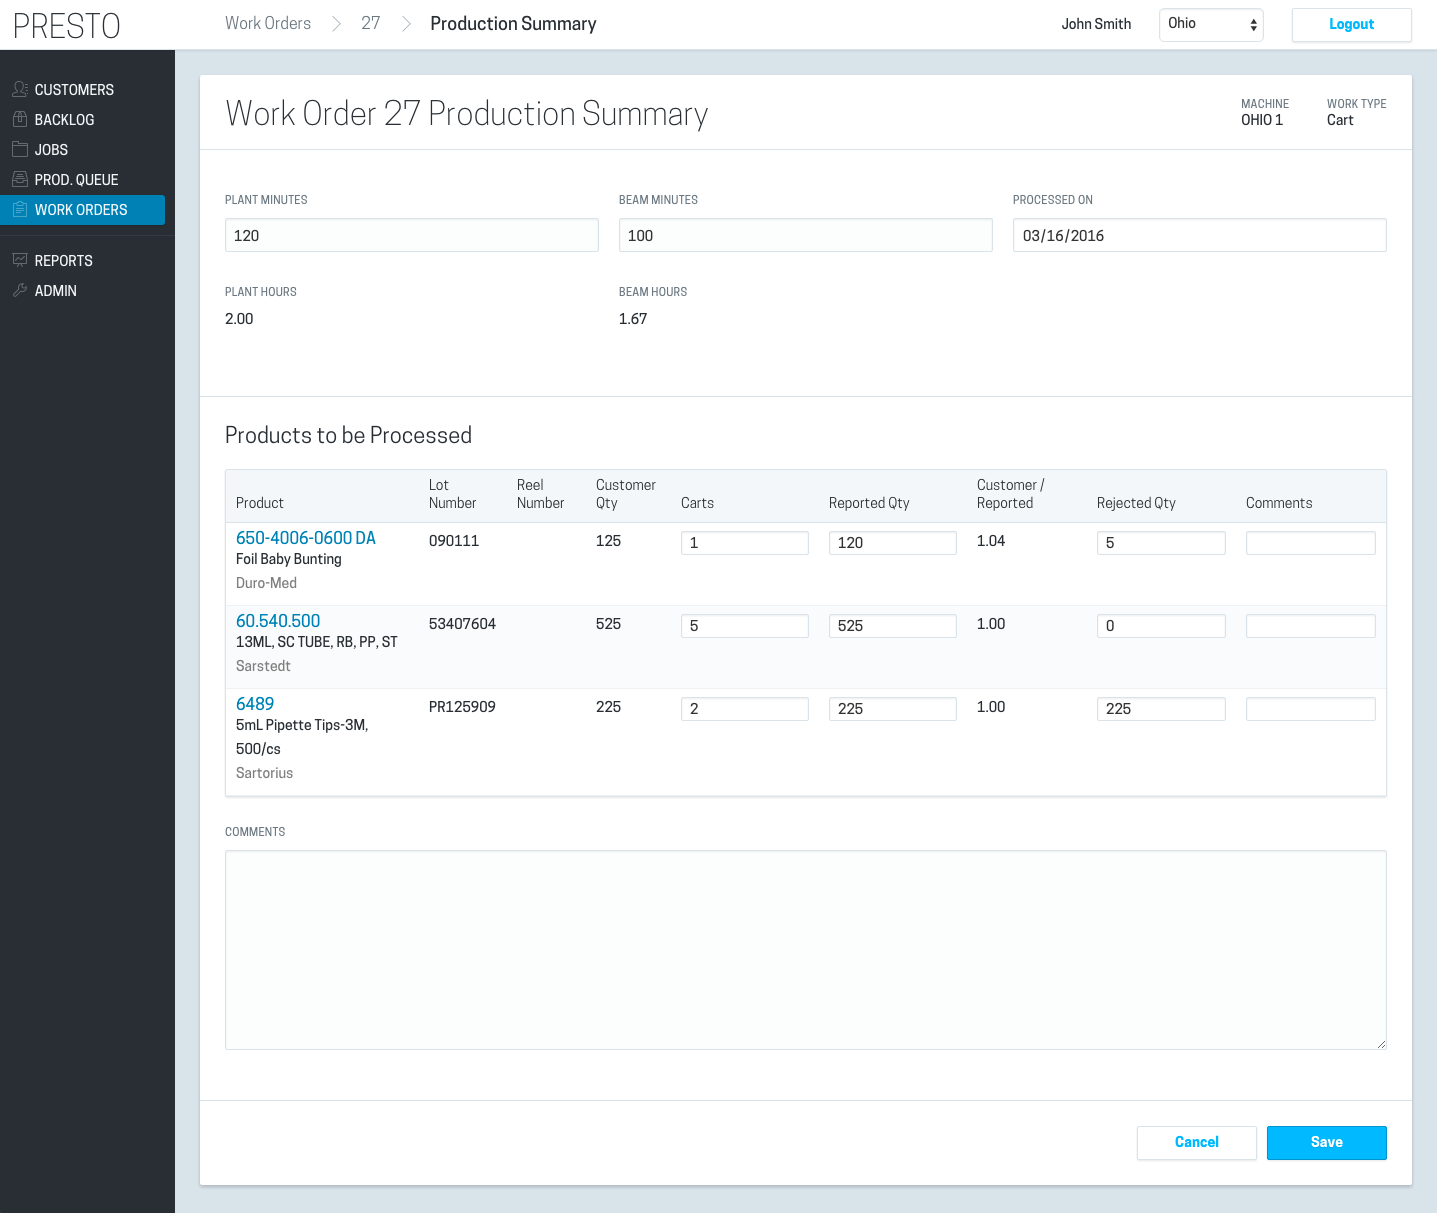 PRESTO
Work Orders 27 Production Summary
John Smith Ohio Logout
CUSTOMERS
BACKLOG
JOBS
PROD. QUEUE
WORK ORDERS
REPORTS
ADMIN
Work Order 27 Production Summary
MACHINE WORK TYPE
OHIO 1 Cart
PLANT MINUTES BEAM MINUTES PROCESSED ON
120 100 03/16/2016
PLANT HOURS BEAM HOURS
2.00 1.67
Products to be Processed
Lot Reel Customer Customer /
Product Number Number Qty Carts Reported Qty Reported Rejected Qty Comments
650-4006-0600 DA 090111 125 1 120 1.04 5
Foil Baby Bunting
Duro-Med
60.540.500 53407604 525 5 525 1.00 0
13ML, SC TUBE, RB, PP, ST
Sarstedt
6489 PR125909 225 2 225 1.00 225
5mL Pipette Tips-3M,
500/cs
Sartorius
COMMENTS
Cancel Save